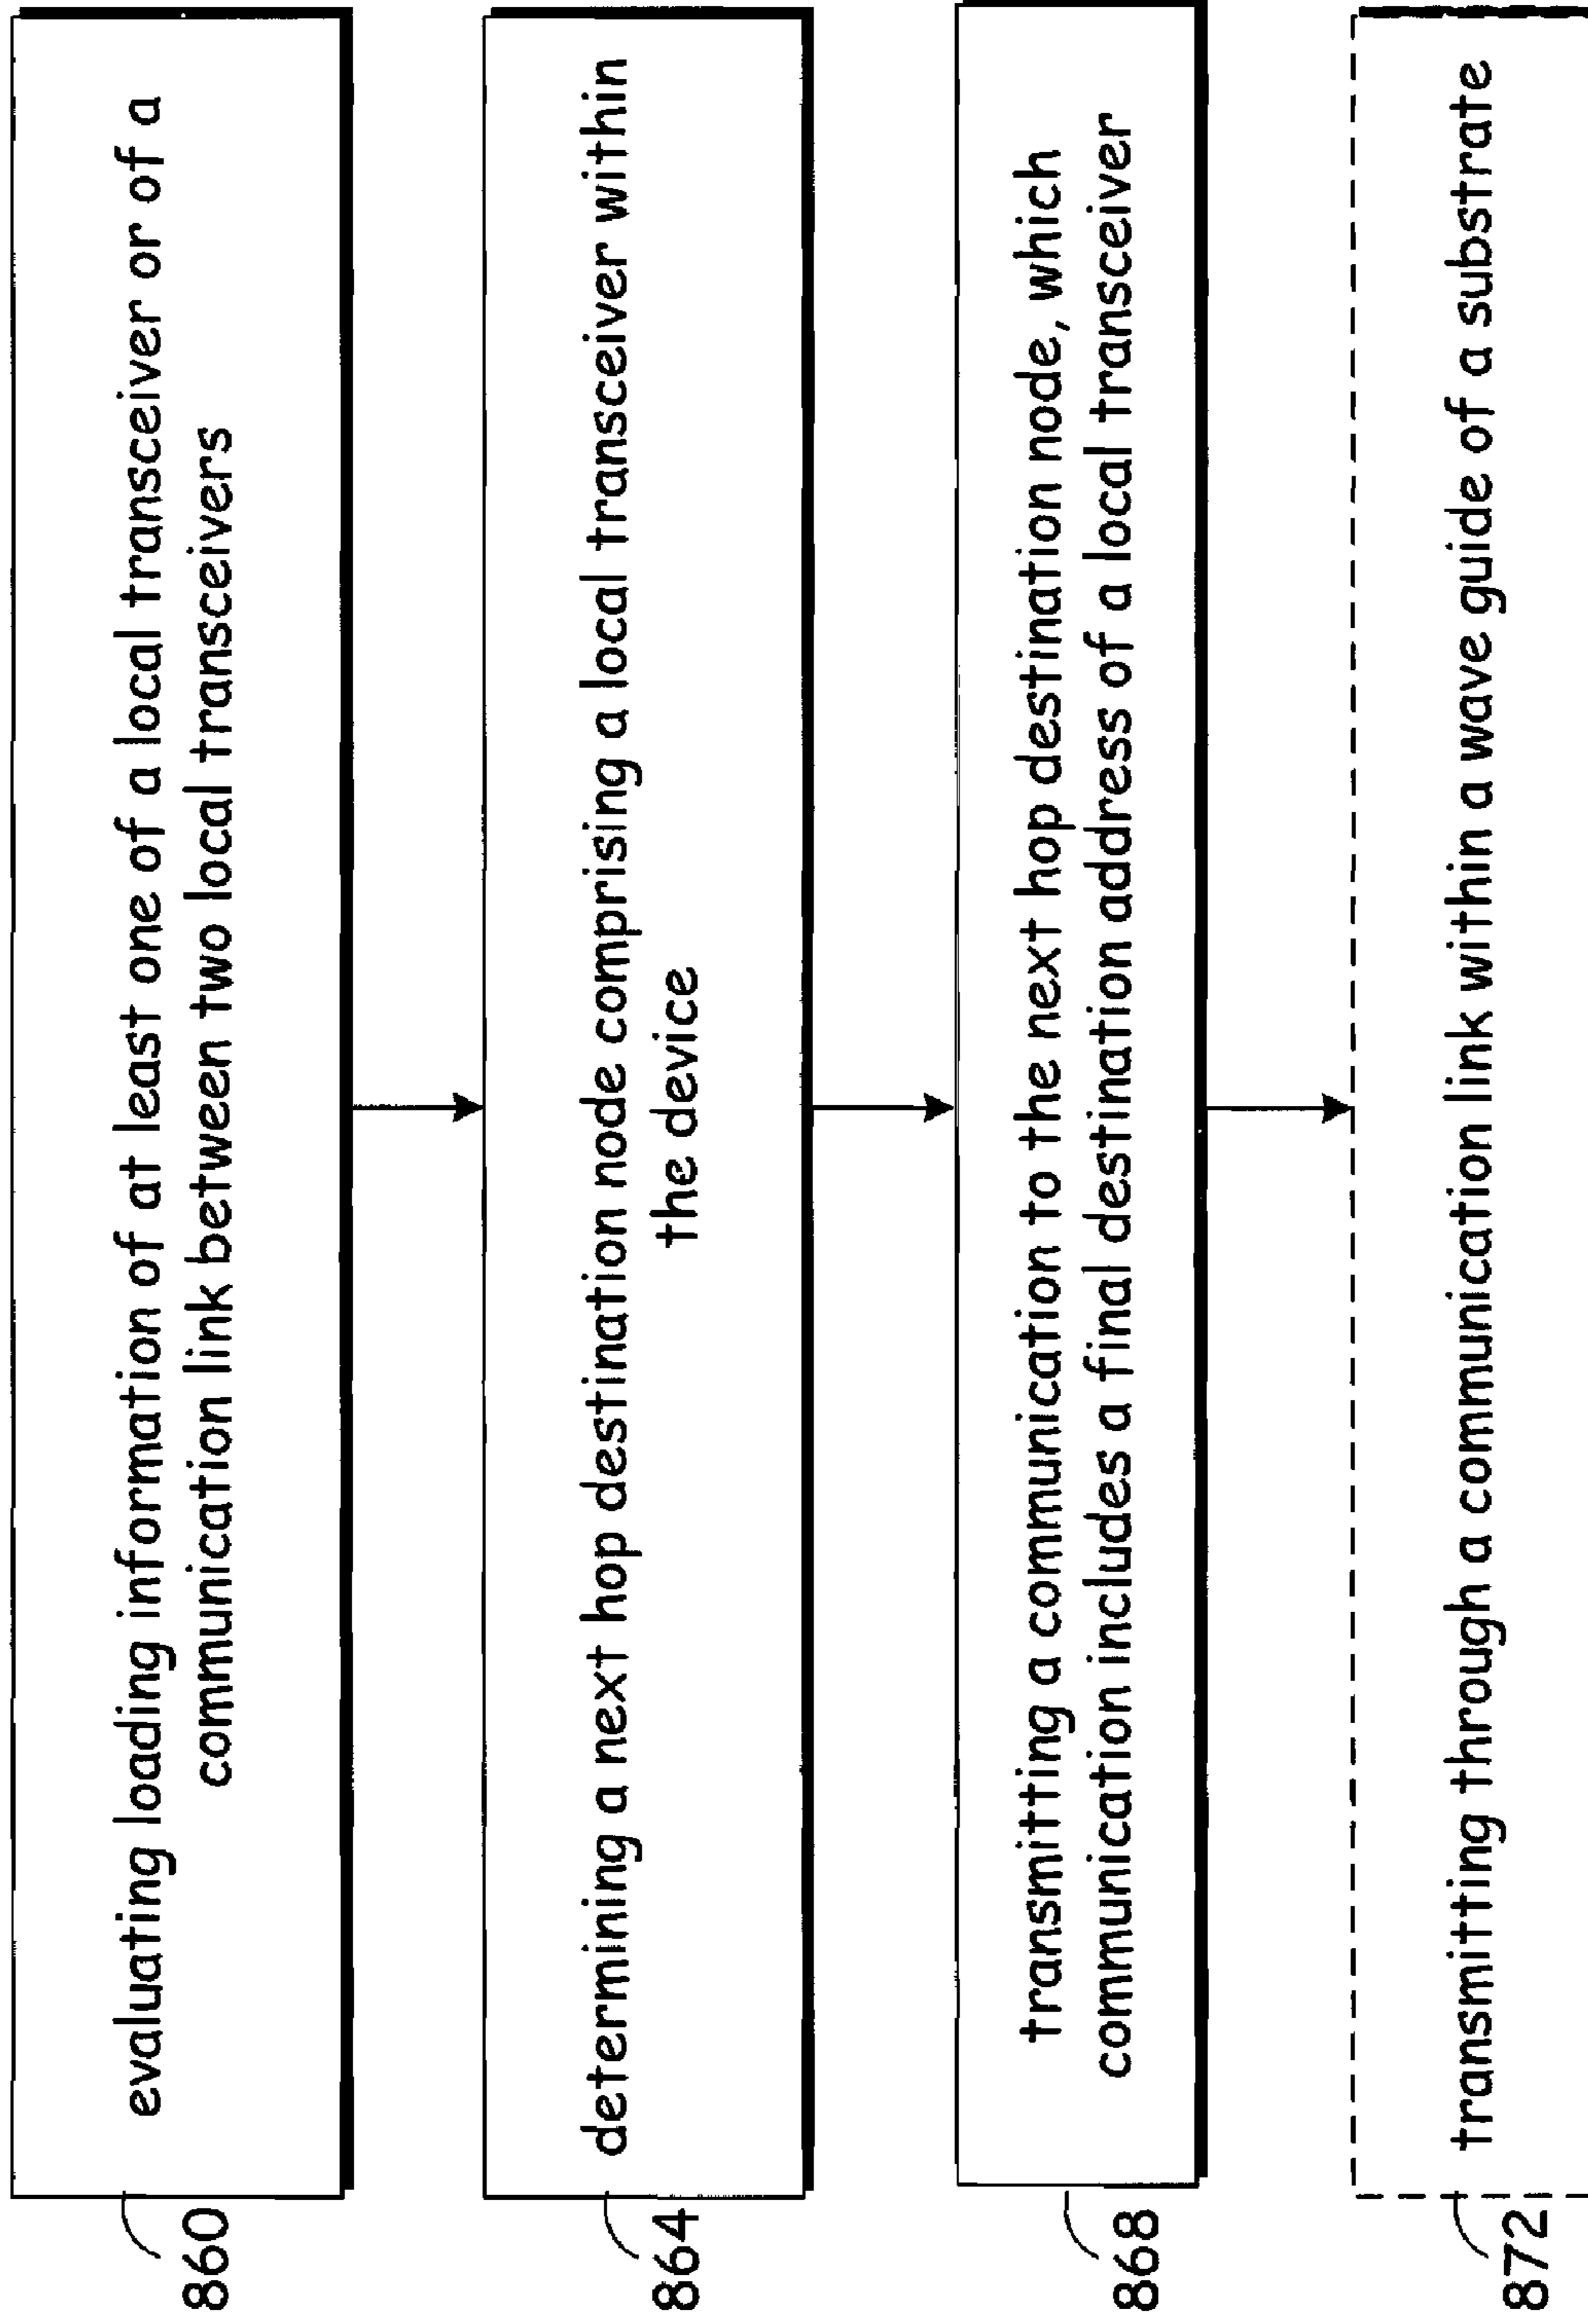 evaluating loading information of at least one of a local transceiver or of a
communication link between two local transceivers
860
determining a next hop destination node comprising a local transceiver within
the device
864
transmitting a communication to the next hop destination node, which
communication includes a final destination address of a local transceiver
868
transmitting through a communication link within a wave guide of a substrate
872